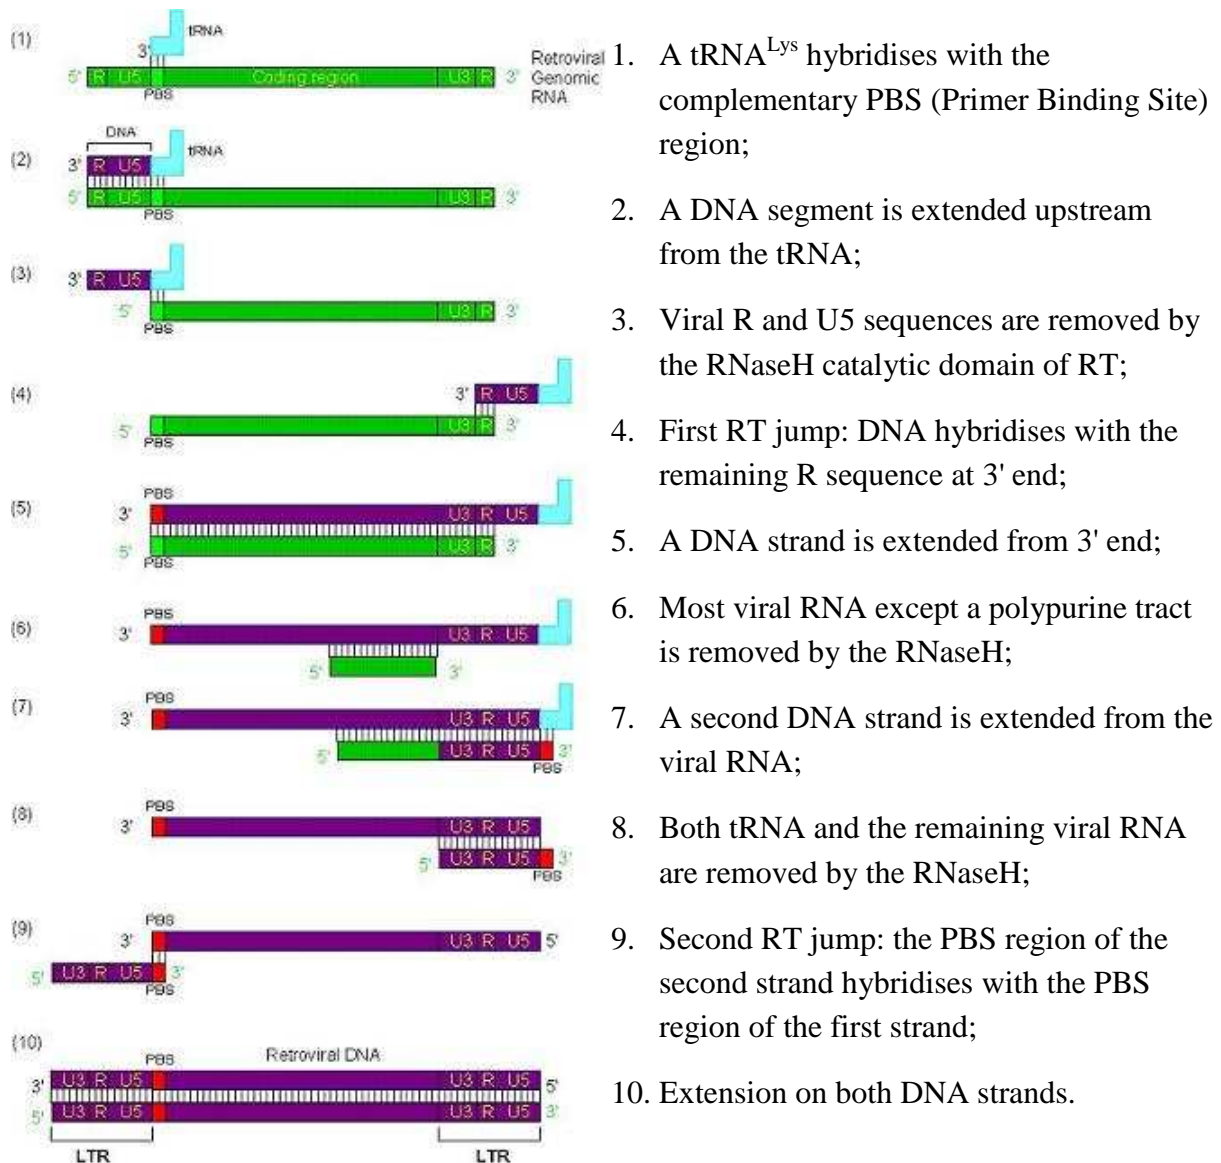 (1)
tRNA
3'
5' R U5 Coding region U3 R 3'
PBS
Retroviral
Genomic
RNA
(2)
DNA
tRNA
3' R U5
5' R U5 U3 R 3'
PBS
(3)
3' R U5
5' U3 R 3'
PBS
(4)
3' R U5
5' U3 R 3'
PBS
(5)
PBS
3' U3 R U5
5' U3 R 3'
PBS
(6)
PBS
3' U3 R U5
5' 3'
(7)
PBS
3' U3 R U5
5' U3 R U5 3'
PBS
(8)
PBS
3' U3 R U5
5' U3 R U5 3'
PBS
(9)
PBS
3' U3 R U5 5'
5' U3 R U5 3'
PBS
(10)
PBS
Retroviral DNA
3' U3 R U5 U3 R U5 5'
5' U3 R U5 U3 R U5 3'
LTR LTR
1. A tRNA^Lys hybridises with the
complementary PBS (Primer Binding Site)
region;
2. A DNA segment is extended upstream
from the tRNA;
3. Viral R and U5 sequences are removed by
the RNaseH catalytic domain of RT;
4. First RT jump: DNA hybridises with the
remaining R sequence at 3' end;
5. A DNA strand is extended from 3' end;
6. Most viral RNA except a polypurine tract
is removed by the RNaseH;
7. A second DNA strand is extended from the
viral RNA;
8. Both tRNA and the remaining viral RNA
are removed by the RNaseH;
9. Second RT jump: the PBS region of the
second strand hybridises with the PBS
region of the first strand;
10. Extension on both DNA strands.